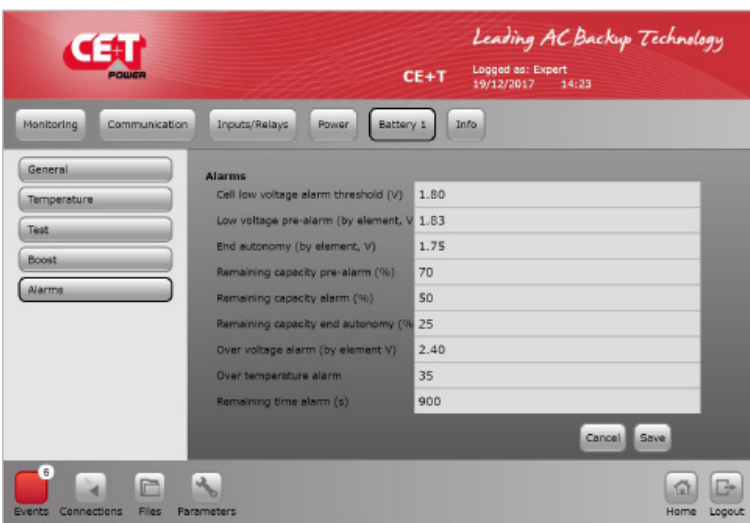 CE+T
POWER
Leading AC Backup Technology
CE+T
Logged as: Expert
19/12/2017 14:23
Monitoring Communication Inputs/Relays Power Battery 1 Info
General
Temperature
Test
Boost
Alarms
Alarms
Cell low voltage alarm threshold (V) 1.80
Low voltage pre-alarm (by element, V 1.83
End autonomy (by element, V) 1.75
Remaining capacity pre-alarm (%) 70
Remaining capacity alarm (%) 50
Remaining capacity end autonomy (% 25
Over voltage alarm (by element V) 2.40
Over temperature alarm 35
Remaining time alarm (s) 900
Cancel Save
6
Events Connections Files Parameters Home Logout